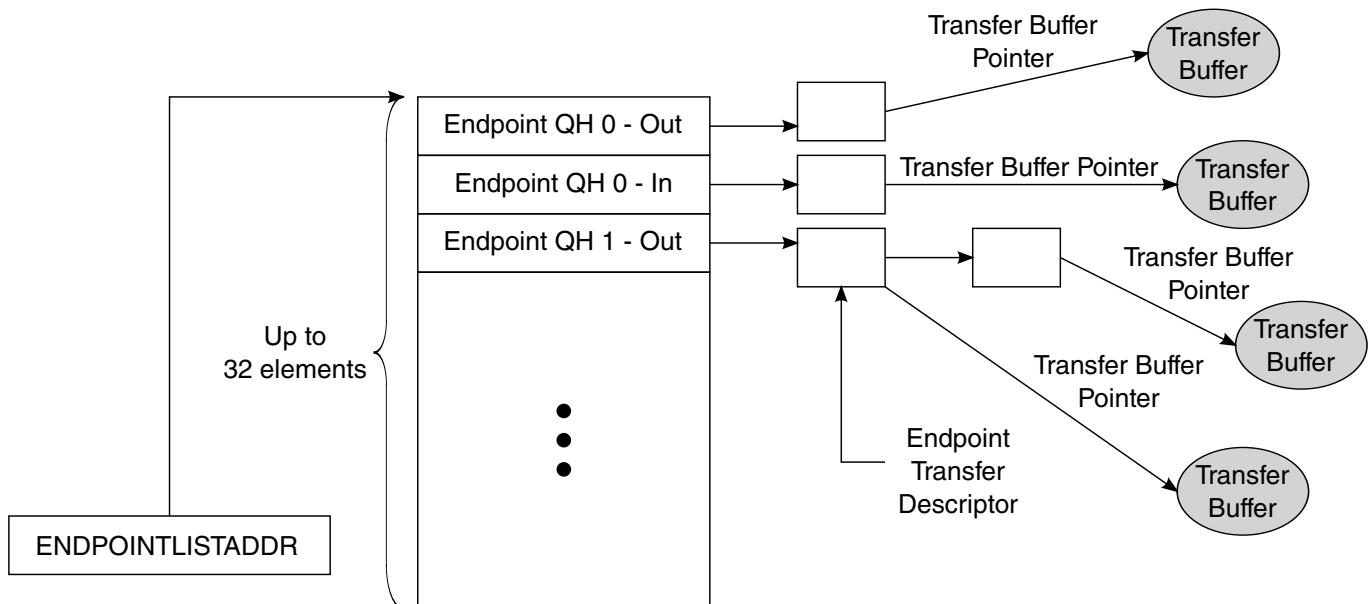 Transfer Buffer
Pointer
Transfer
Buffer
Endpoint QH 0 - Out
Endpoint QH 0 - In
Transfer Buffer Pointer
Transfer
Buffer
Endpoint QH 1 - Out
Transfer Buffer
Pointer
Up to
32 elements
Transfer
Buffer
Transfer Buffer
Pointer
Endpoint
Transfer
Descriptor
Transfer
Buffer
ENDPOINTLISTADDR